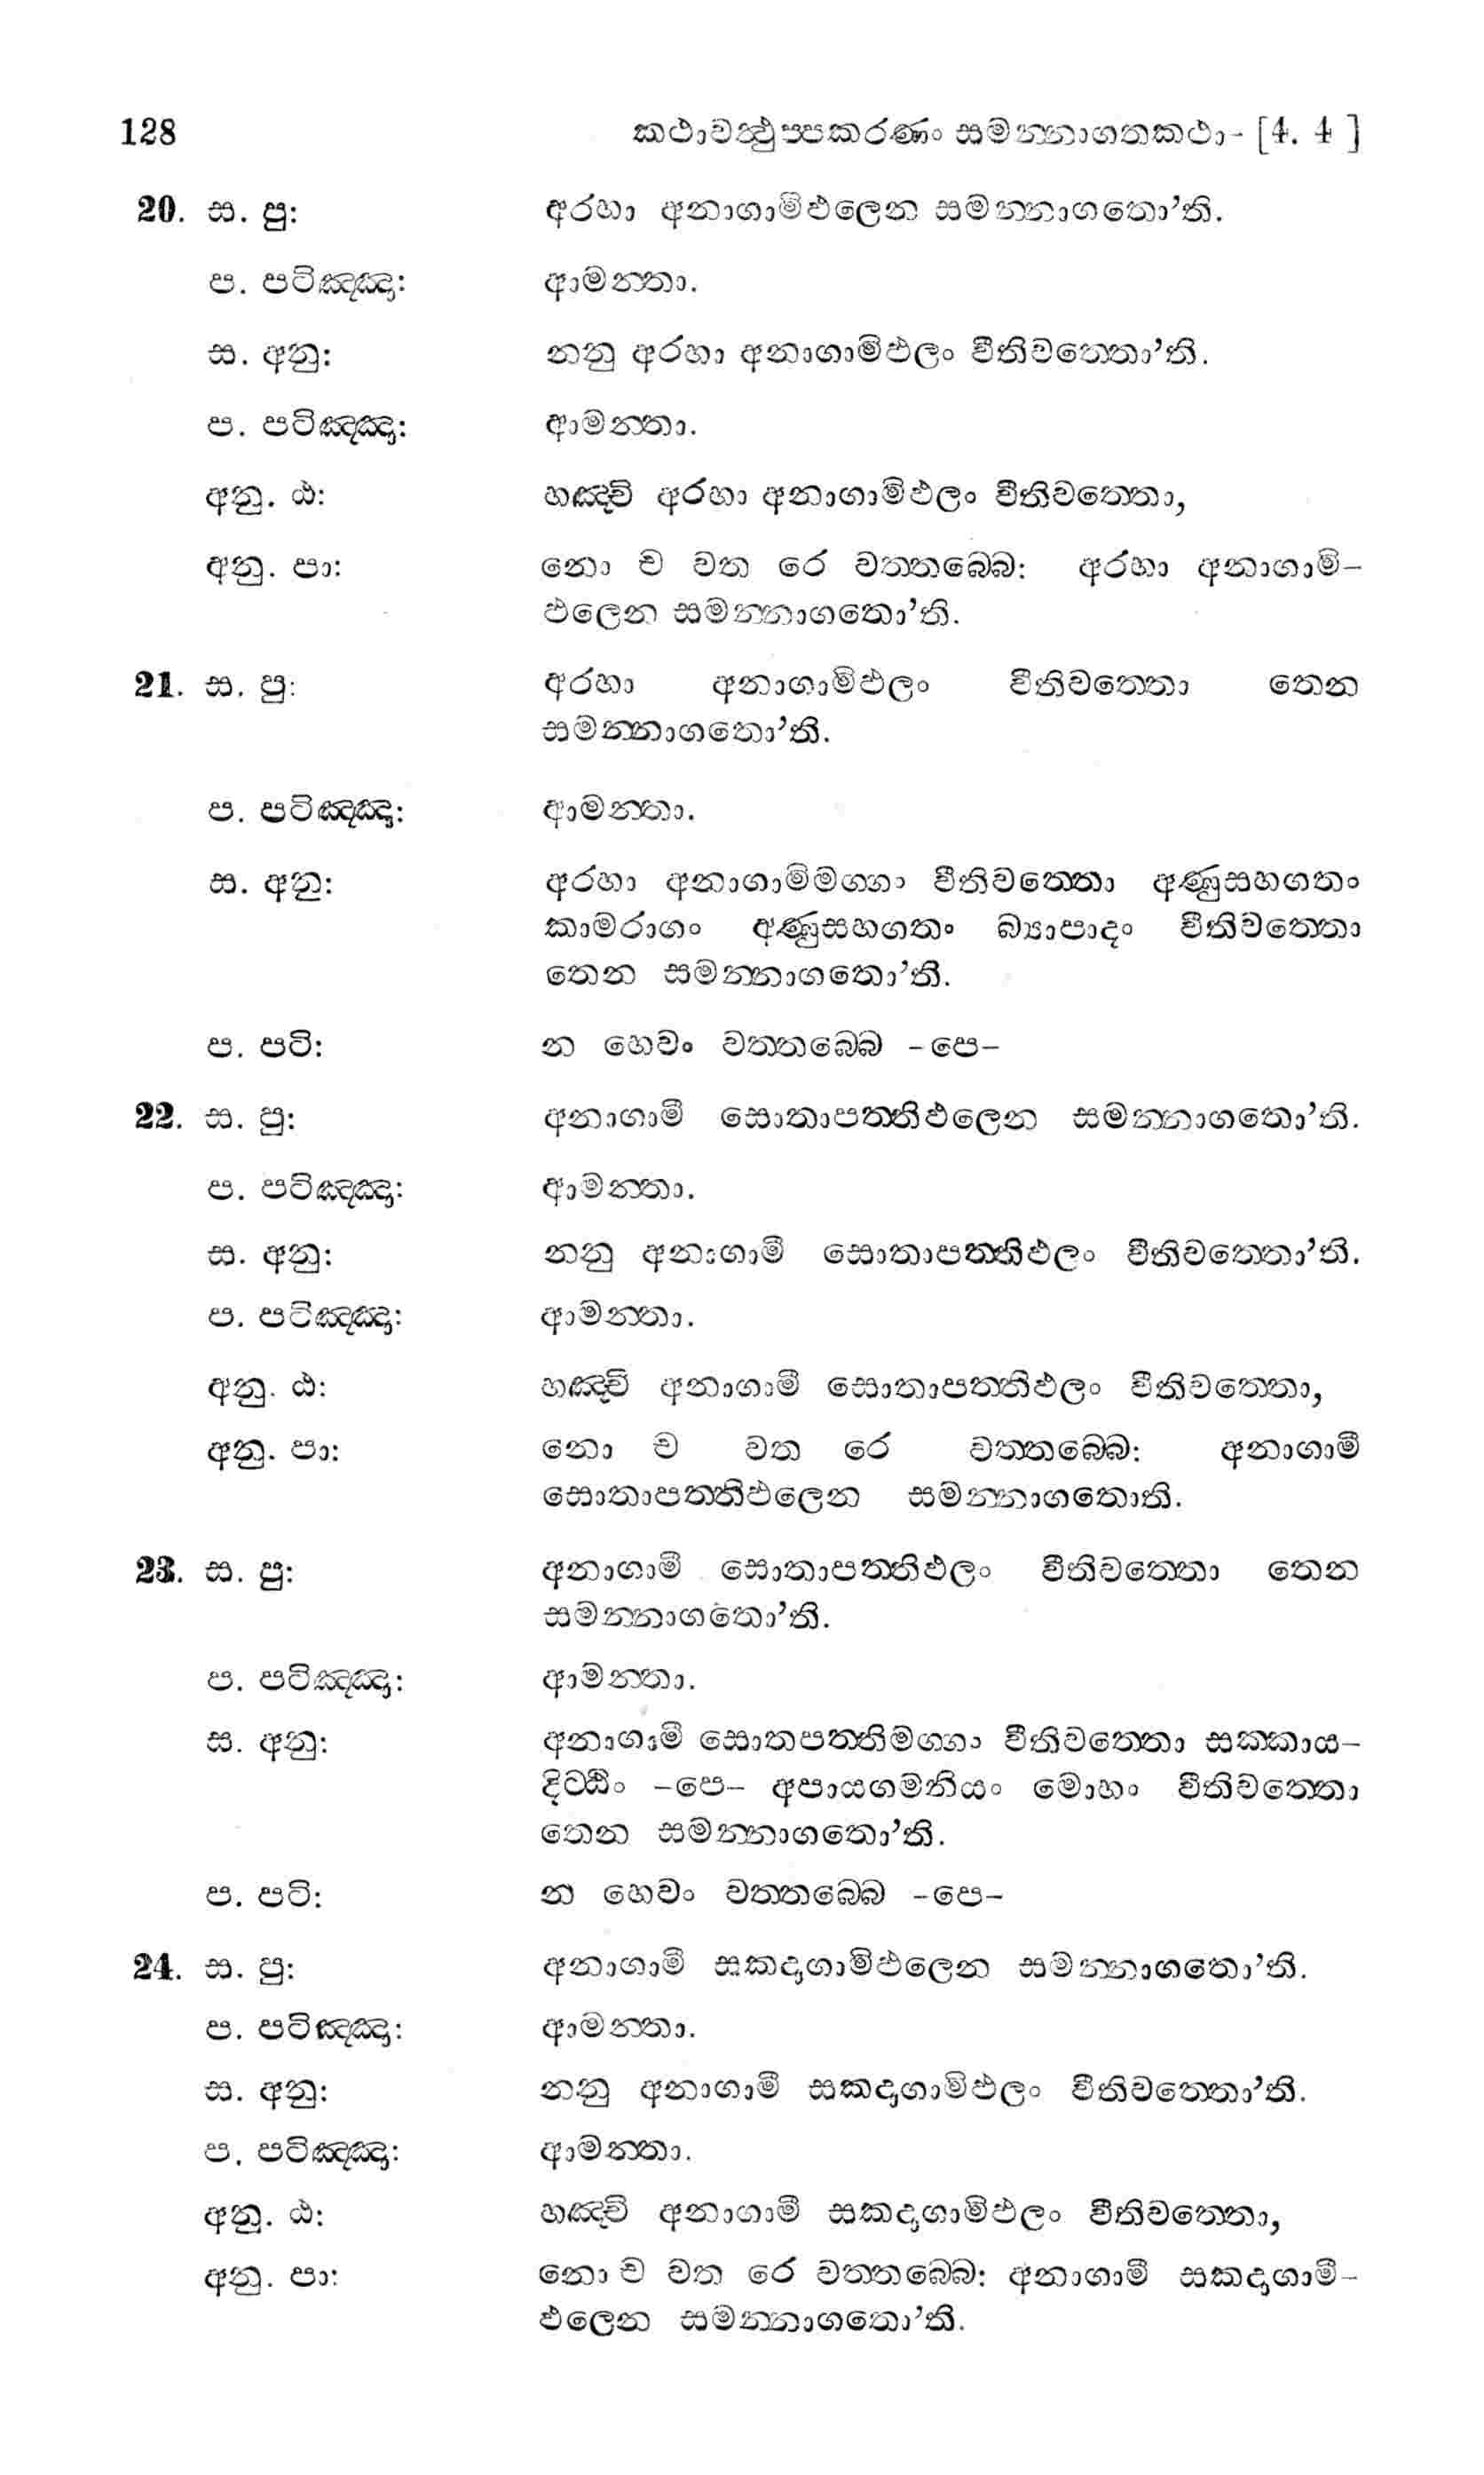 128 කථාවත්‍ථුප්‍පකරණං සමන්‍නාගතකථා- [4. 4 ]
20. ස. පු: අරහා අනාගාමිඵලෙන සමන්‍නාගතො’ති.
ප. පටිඤ්ඤා: ආමන්‍තා.
ස. අනු: නනු අරහා අනාගාමිඵලං වීතිවත්‍තො’ති.
ප. පටිඤ්ඤා: ආමන්‍තා.
අනු. ඨ: හඤ්චි අරහා අනාගාමිඵලං වීතිවත්‍තො,
අනු. පා: නො ච වත රෙ වත්‍තබ්බෙ: අරහා අනාගාමි-
ඵලෙන සමන්‍නාගතො’ති.
21. ස. පු: අරහා අනාගාමිඵලං වීතිවත්‍තො තෙන
සමන්‍නාගතො’ති.
ප. පටිඤ්ඤා: ආමන්‍තා.
ස. අනු: අරහා අනාගාමිමග්ගං වීතිවත්‍තො අණුසහගතං
කාමරාගං අණුසහගතං බ්‍යාපාදං වීතිවත්‍තො
තෙන සමන්‍නාගතො’ති.
ප. පටි: න හෙවං වත්‍තබ්බෙ -පෙ-
22. ස. පු: අනාගාමී සොතාපත්‍තිඵලෙන සමන්‍නාගතො’ති.
ප. පටිඤ්ඤා: ආමන්‍තා.
ස. අනු: නනු අනාගාමී සොතාපත්‍තිඵලං වීතිවත්‍තො’ති.
ප. පටිඤ්ඤා: ආමන්‍තා.
අනු. ඨ: හඤ්චි අනාගාමී සොතාපත්‍තිඵලං වීතිවත්‍තො,
අනු. පා: නො ච වත රෙ වත්‍තබ්බෙ: අනාගාමී
සොතාපත්‍තිඵලෙන සමන්‍නාගතොති.
23. ස. පු: අනාගාමී සොතාපත්‍තිඵලං වීතිවත්‍තො තෙන
සමන්‍නාගතො’ති.
ප. පටිඤ්ඤා: ආමන්‍තා.
ස. අනු: අනාගාමී සොතපත්‍තිමග්ගං වීතිවත්‍තො සක්‍කාය-
දිට්ඨිං -පෙ- අපායගමනියං මොහං වීතිවත්‍තො
තෙන සමන්‍නාගතො’ති.
ප. පටි: න හෙවං වත්‍තබ්බෙ -පෙ-
24. ස. පු: අනාගාමී සකදාගාමිඵලෙන සමන්‍නාගතො’ති.
ප. පටිඤ්ඤා: ආමන්‍තා.
ස. අනු: නනු අනාගාමී සකදාගාමිඵලං වීතිවත්‍තො’ති.
ප. පටිඤ්ඤා: ආමන්‍තා.
අනු. ඨ: හඤ්චි අනාගාමී සකදාගාමිඵලං වීතිවත්‍තො,
අනු. පා: නො ච වත රෙ වත්‍තබ්බෙ: අනාගාමී සකදාගාමී-
ඵලෙන සමන්‍නාගතො’ති.